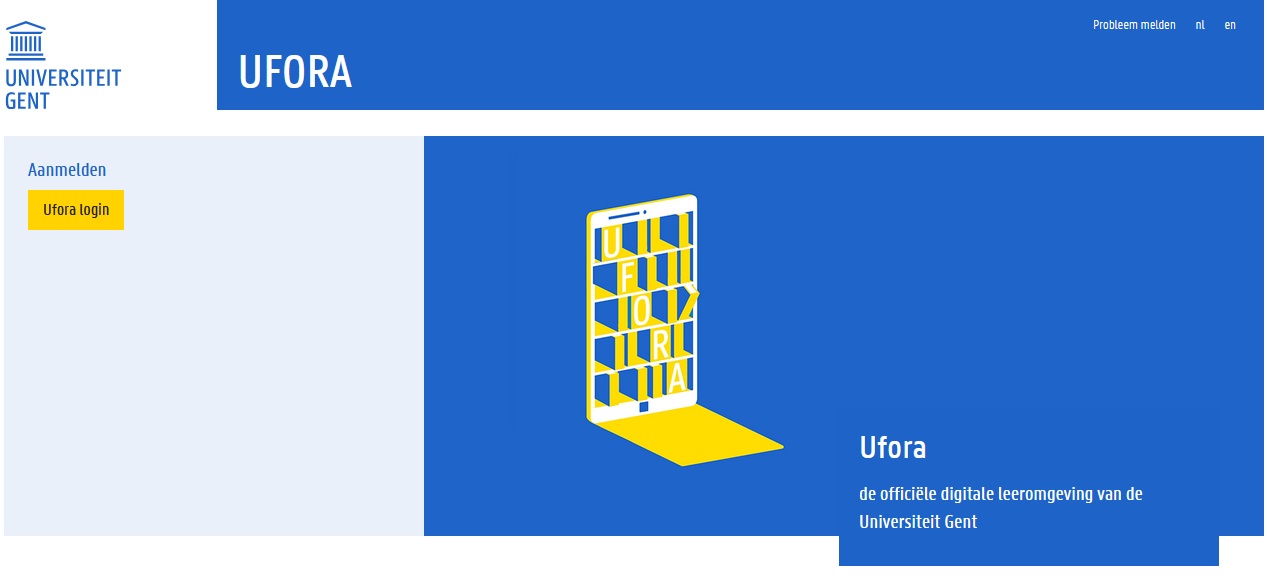 UNIVERSITEIT
GENT
UFORA
Probleem melden nl en
Aanmelden
Ufora login
U
F
O
R
A
Ufora
de officiële digitale leeromgeving van de
Universiteit Gent